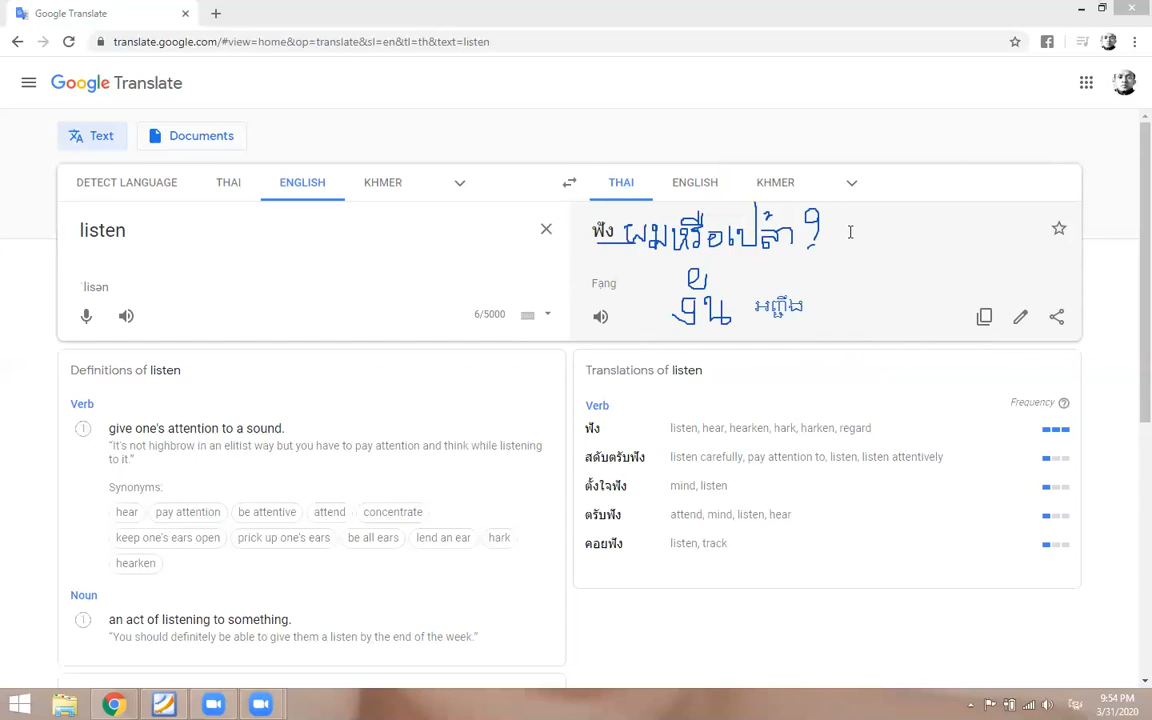 Google Translate
translate.google.com/#view=home&op=translate&sl=en&tl=th&text=listen
Google Translate
Text
Documents
DETECT LANGUAGE THAI ENGLISH KHMER
THAI ENGLISH KHMER
listen
ฟัง ผมหรือเปล่า ?
ˈlisən
Fạng
6/5000
អញ្ជឹង
Definitions of listen
Verb
1 give one's attention to a sound.
"It's not highbrow in an elitist way but you have to pay attention and think while listening
to it."
Synonyms:
hear pay attention be attentive attend concentrate
keep one's ears open prick up one's ears be all ears lend an ear hark
hearken
Noun
1 an act of listening to something.
"You should definitely be able to give them a listen by the end of the week."
Translations of listen
Verb Frequency
ฟัง listen, hear, hearken, hark, harken, regard
สดับตรับฟัง listen carefully, pay attention to, listen, listen attentively
ตั้งใจฟัง mind, listen
ตรับฟัง attend, mind, listen, hear
คอยฟัง listen, track
9:54 PM
3/31/2020